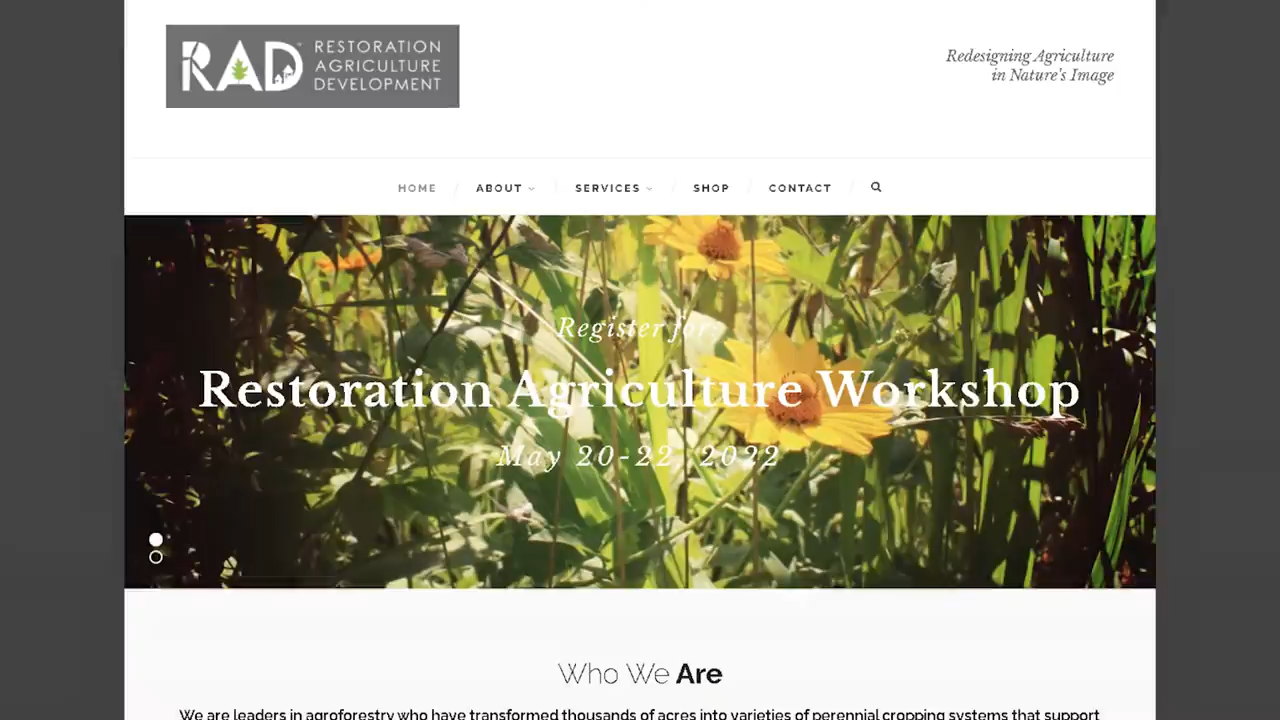 RAD RESTORATION
AGRICULTURE
DEVELOPMENT
Redesigning Agriculture
in Nature's Image
HOME / ABOUT / SERVICES / SHOP / CONTACT /
Register for:
Restoration Agriculture Workshop
May 20-22, 2022
Who We Are
We are leaders in agroforestry who have transformed thousands of acres into varieties of perennial cropping systems that support